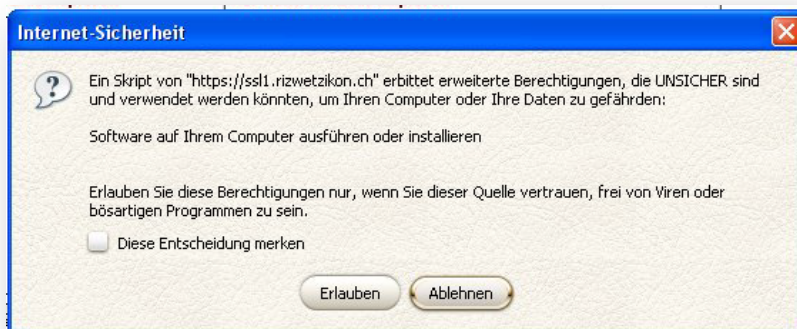 Internet-Sicherheit
Ein Skript von "https://ssl1.rizwetzikon.ch" erbittet erweiterte Berechtigungen, die UNSICHER sind
und verwendet werden könnten, um Ihren Computer oder Ihre Daten zu gefährden:
Software auf Ihrem Computer ausführen oder installieren
Erlauben Sie diese Berechtigungen nur, wenn Sie dieser Quelle vertrauen, frei von Viren oder
bösartigen Programmen zu sein.
Diese Entscheidung merken
Erlauben Ablehnen